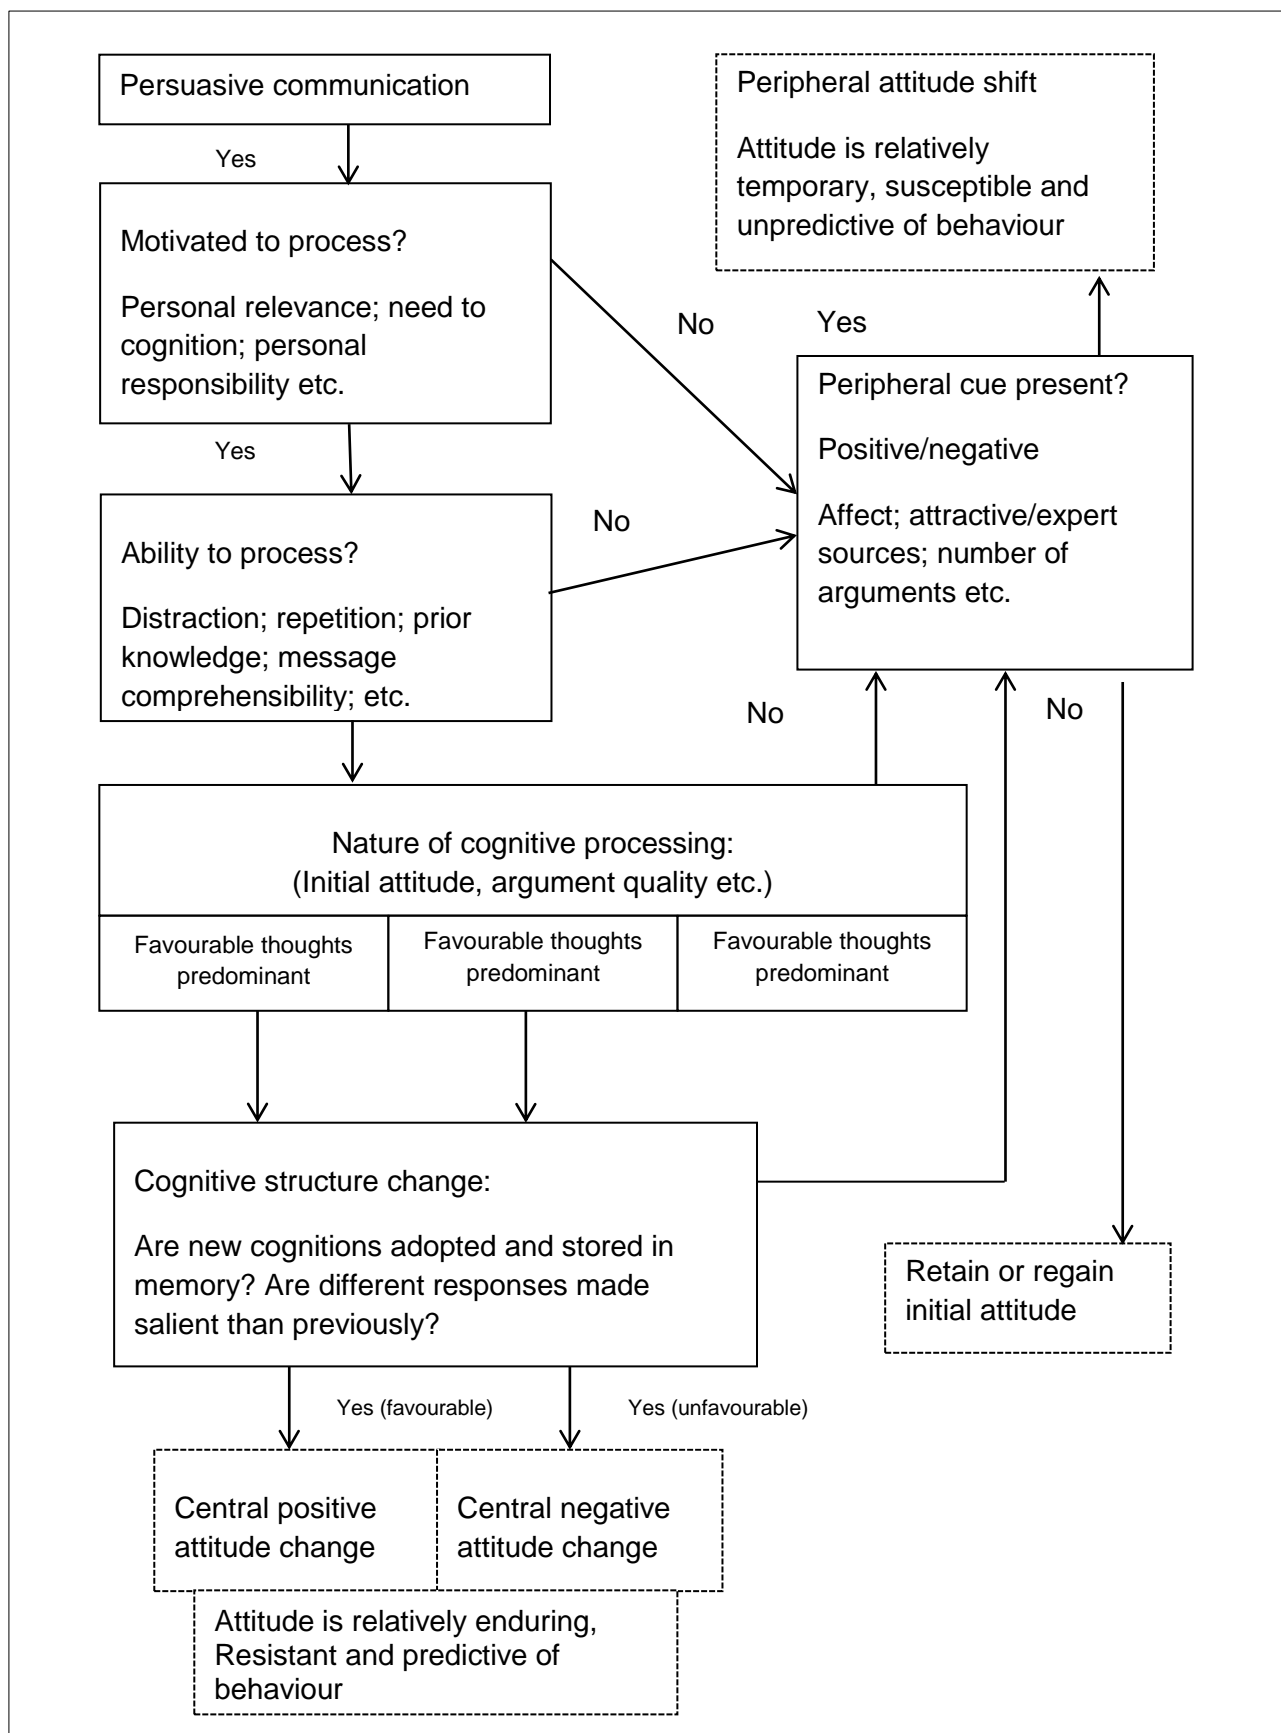 Persuasive communication
Yes
Motivated to process?
Personal relevance; need to
cognition; personal
responsibility etc.
Yes
Ability to process?
Distraction; repetition; prior
knowledge; message
comprehensibility; etc.
No
No
Peripheral attitude shift
Attitude is relatively
temporary, susceptible and
unpredictive of behaviour
Yes
Peripheral cue present?
Positive/negative
Affect; attractive/expert
sources; number of
arguments etc.
No
No
Nature of cognitive processing:
(Initial attitude, argument quality etc.)
Favourable thoughts
predominant
Favourable thoughts
predominant
Favourable thoughts
predominant
Cognitive structure change:
Are new cognitions adopted and stored in
memory? Are different responses made
salient than previously?
Retain or regain
initial attitude
Yes (favourable)
Yes (unfavourable)
Central positive
attitude change
Central negative
attitude change
Attitude is relatively enduring,
Resistant and predictive of
behaviour